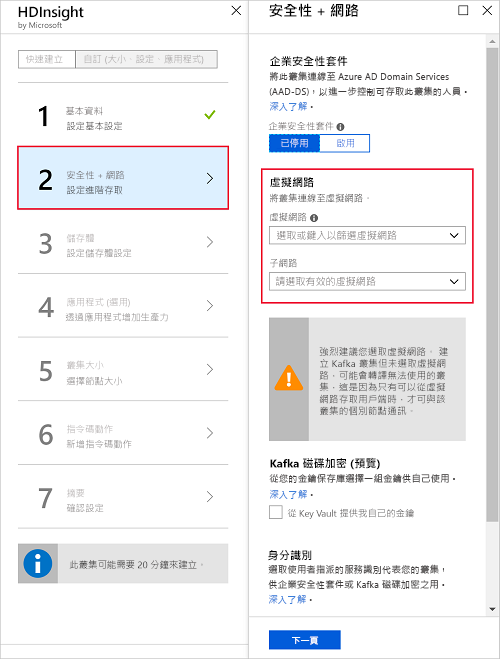 HDInsight
by Microsoft
快速建立
自訂 (大小、設定、應用程式)
1
基本資料
設定基本設定
2
安全性 + 網路
設定進階存取
3
儲存體
設定儲存體設定
4
應用程式 (選用)
透過應用程式增加生產力
5
叢集大小
選擇節點大小
6
指令碼動作
新增指令碼動作
7
摘要
確認設定
此叢集可能需要 20 分鐘來建立。
安全性 + 網路
企業安全性套件
將此叢集連線至 Azure AD Domain Services
(AAD-DS)，以進一步控制可存取此叢集的人員。
深入了解。
企業安全性套件
已停用
啟用
虛擬網路
將叢集連線至虛擬網路。
虛擬網路
選取或鍵入以篩選虛擬網路
子網路
請選取有效的虛擬網路
強烈建議您選取虛擬網路。 建
立 Kafka 叢集但未選取虛擬網
路，可能會轉譯無法使用的叢
集，這是因為只有可以從虛擬
網路存取用戶端時，才可與該
叢集的個別節點通訊。
Kafka 磁碟加密 (預覽)
從您的金鑰保存庫選擇一組金鑰供自己使用。
深入了解。
從 Key Vault 提供我自己的金鑰
身分識別
選取使用者指派的服務識別代表您的叢集，
供企業安全性套件或 Kafka 磁碟加密之用。
深入了解。
下一頁